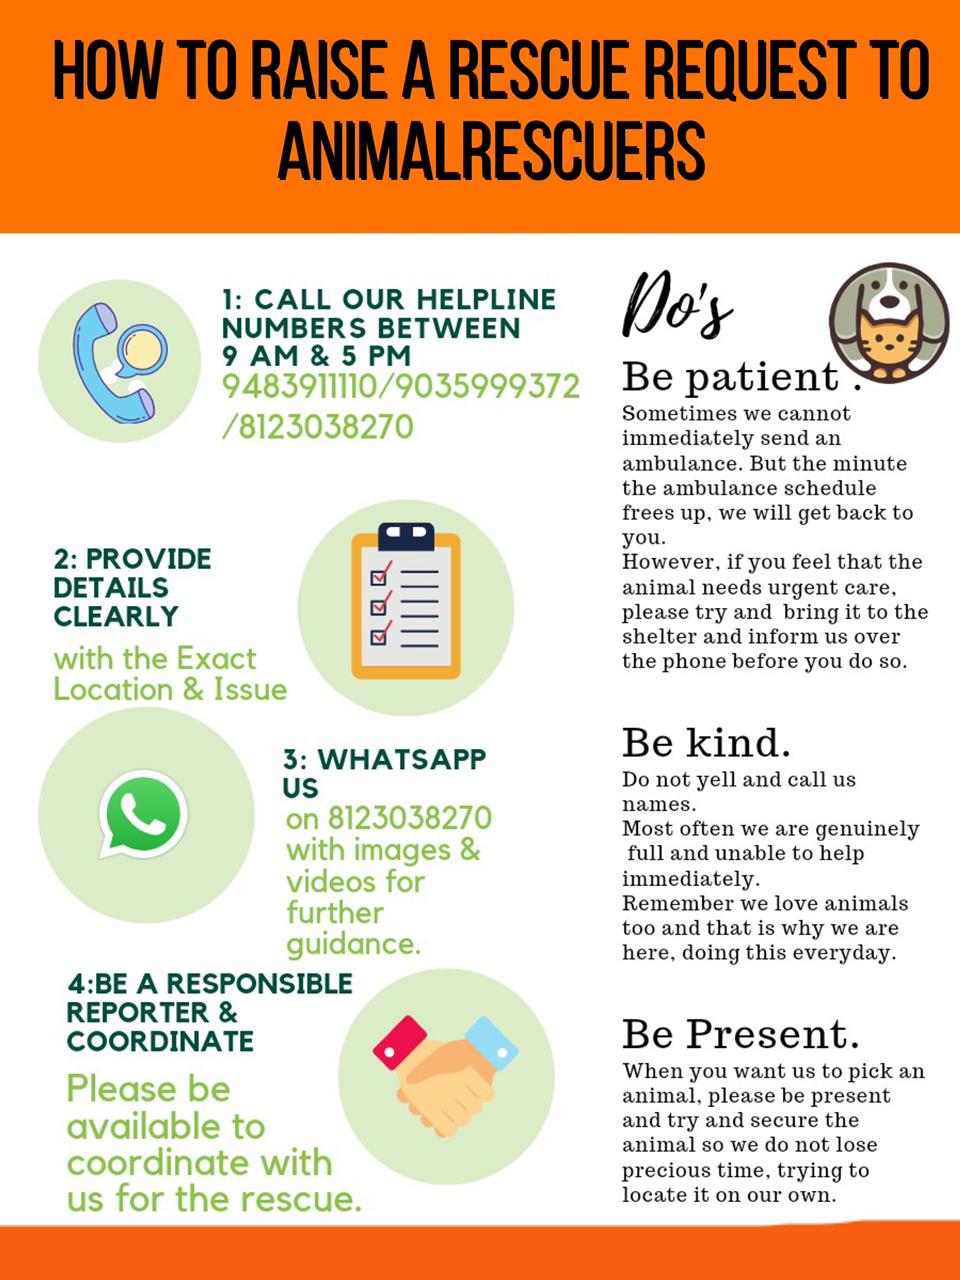 HOW TO RAISE A RESCUE REQUEST TO
ANIMALRESCUERS
1: CALL OUR HELPLINE
NUMBERS BETWEEN
9 AM & 5 PM
9483911110/9035999372
/8123038270
2: PROVIDE
DETAILS
CLEARLY
with the Exact
Location & Issue
3: WHATSAPP
US
on 8123038270
with images &
videos for
further
guidance.
4:BE A RESPONSIBLE
REPORTER &
COORDINATE
Please be
available to
coordinate with
us for the rescue.
Do's
Be patient .
Sometimes we cannot
immediately send an
ambulance. But the minute
the ambulance schedule
frees up, we will get back to
you.
However, if you feel that the
animal needs urgent care,
please try and  bring it to the
shelter and inform us over
the phone before you do so.
Be kind.
Do not yell and call us
names.
Most often we are genuinely
full and unable to help
immediately.
Remember we love animals
too and that is why we are
here, doing this everyday.
Be Present.
When you want us to pick an
animal, please be present
and try and secure the
animal so we do not lose
precious time, trying to
locate it on our own.